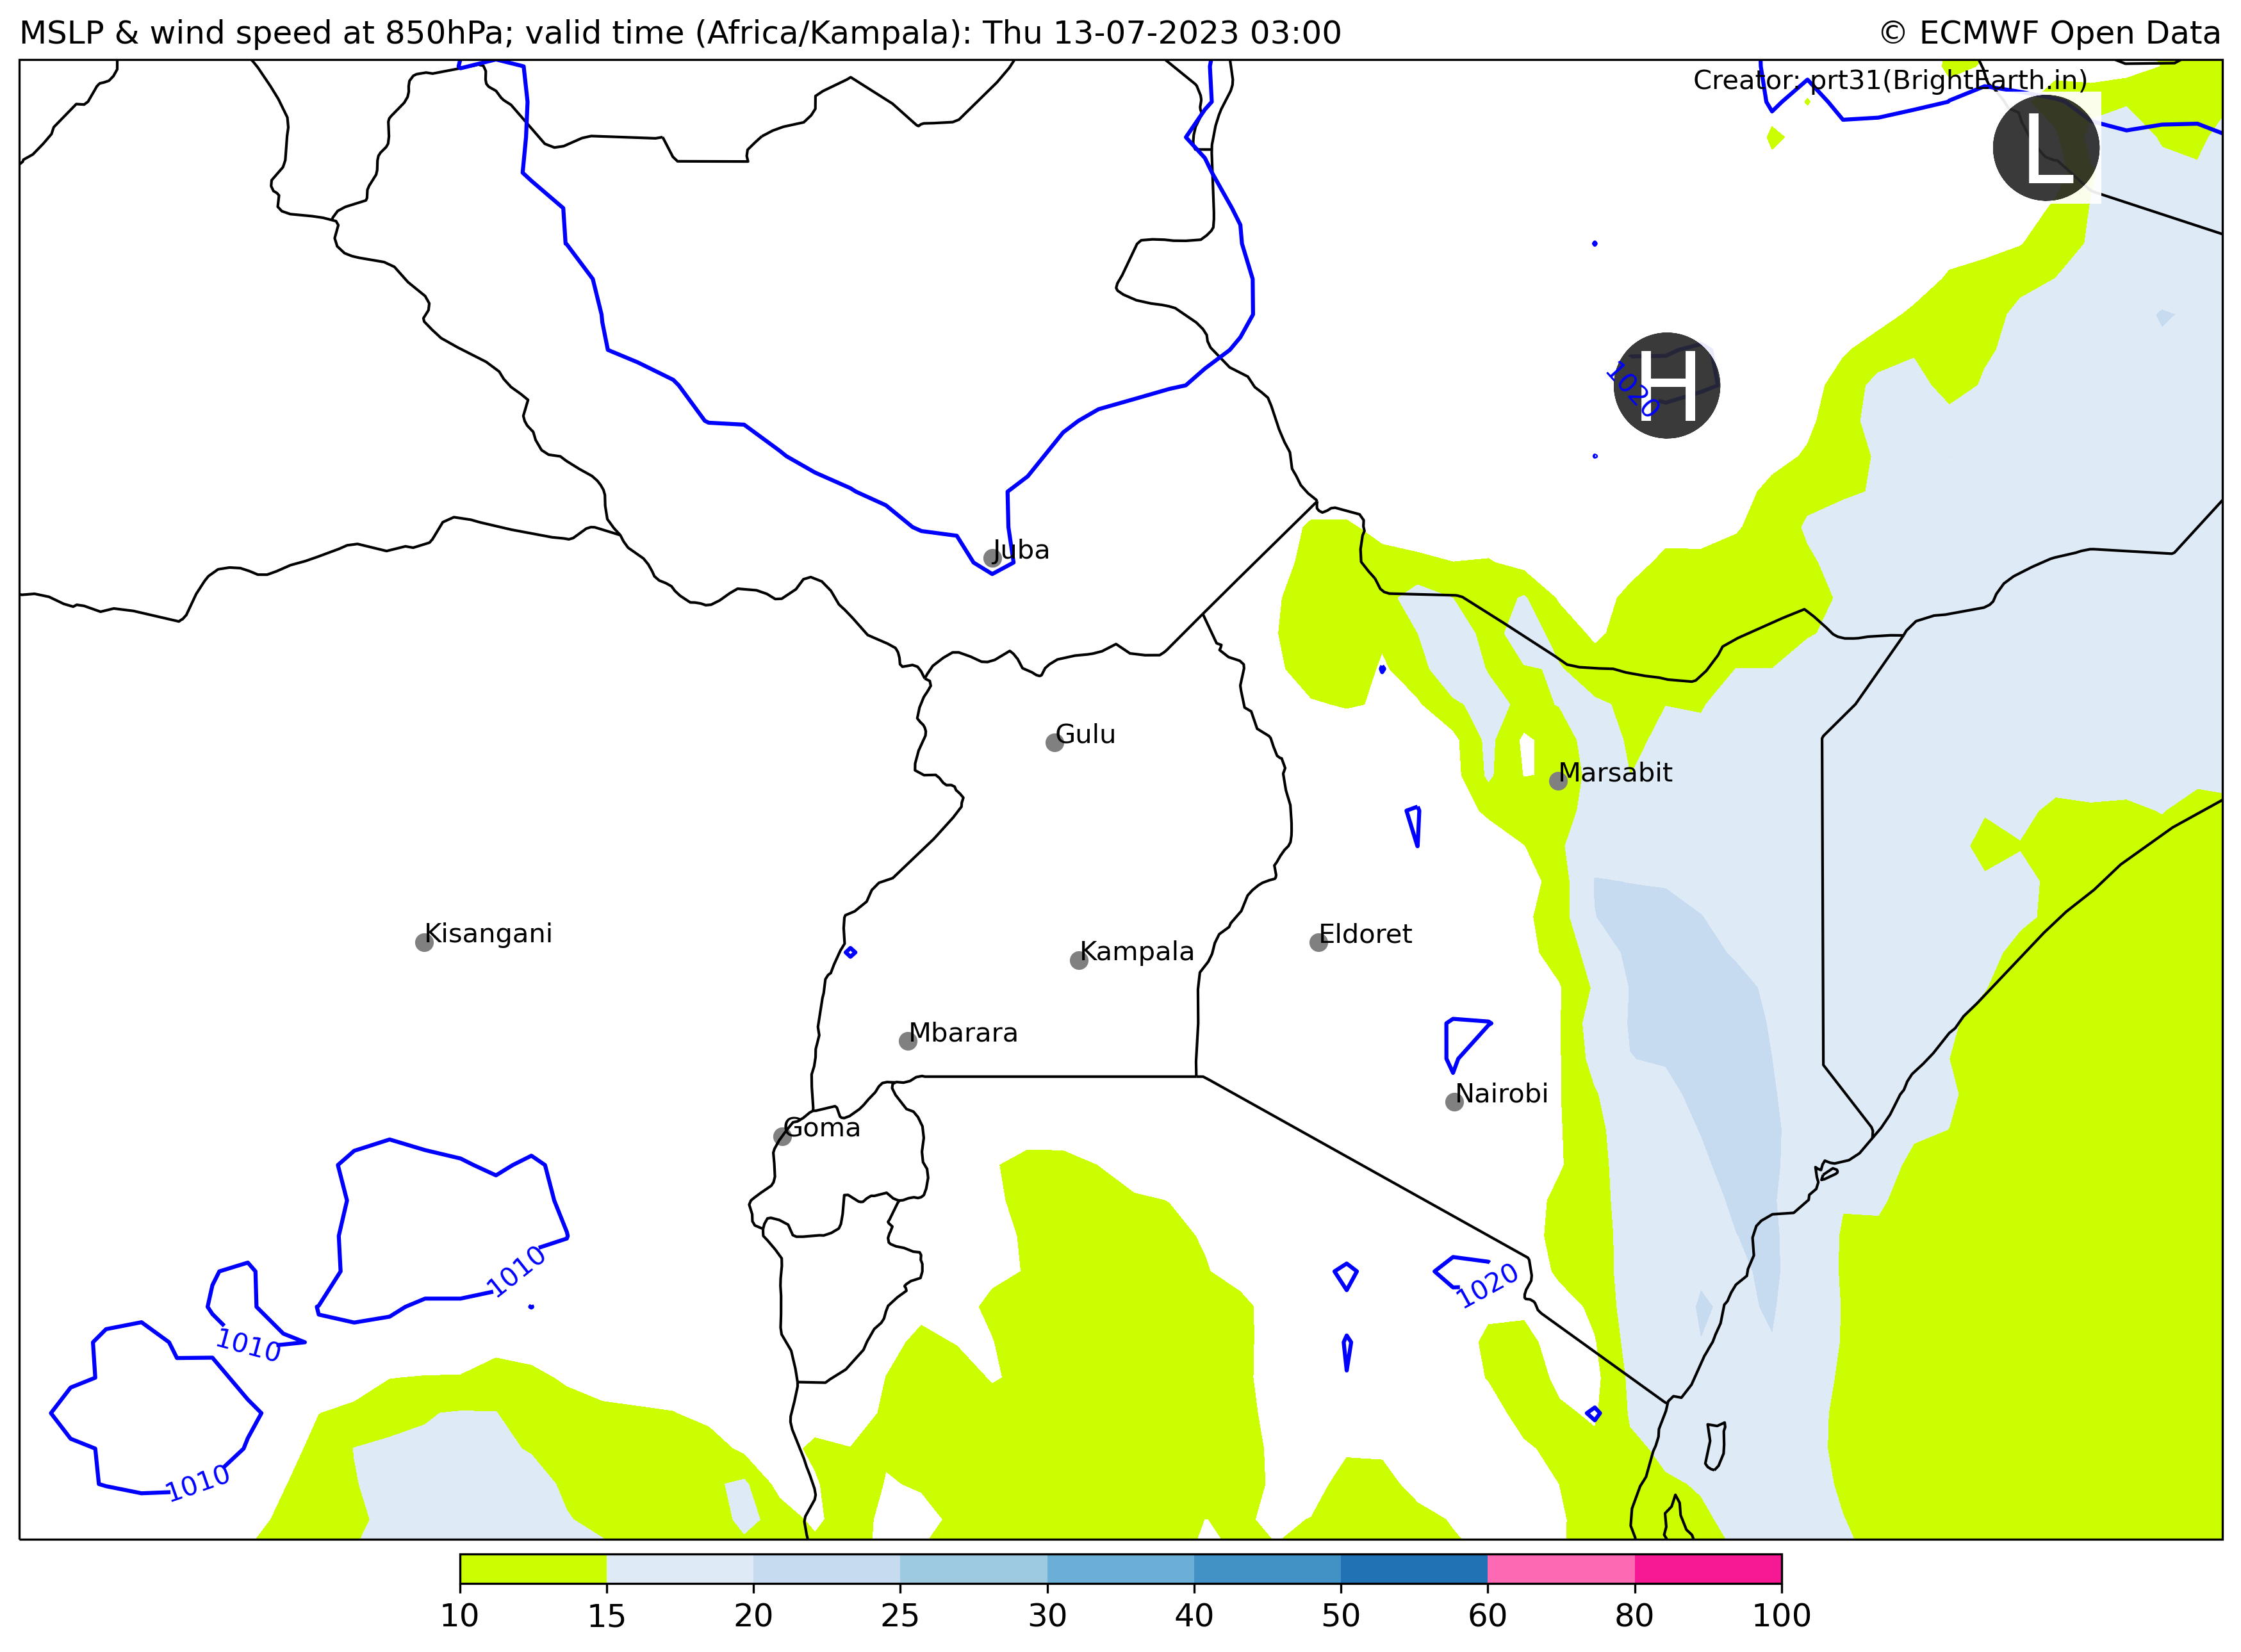 MSLP & wind speed at 850hPa; valid time (Africa/Kampala): Thu 13-07-2023 03:00
© ECMWF Open Data
Creator: prt31(BrightEarth.in)
L
H
1020
Juba
Gulu
Marsabit
Kisangani
Eldoret
Kampala
Mbarara
Nairobi
Goma
1010
1020
1010
1010
10 15 20 25 30 40 50 60 80 100